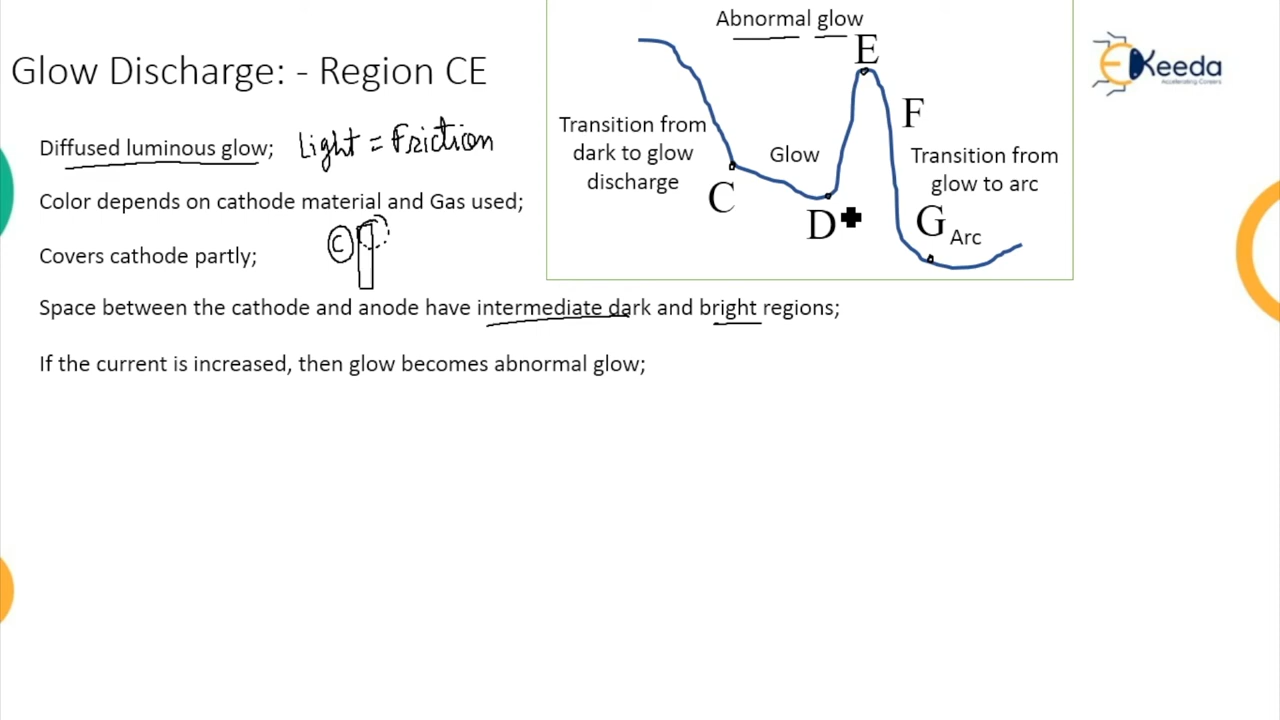 Glow Discharge: - Region CE
Diffused luminous glow; Light = Friction
Color depends on cathode material and Gas used;
Covers cathode partly; C
Space between the cathode and anode have intermediate dark and bright regions;
If the current is increased, then glow becomes abnormal glow;
Abnormal glow
E
Transition from
dark to glow
discharge
C
Glow
D
F
Transition from
glow to arc
G
Arc
Keeda
Accelerating Careers